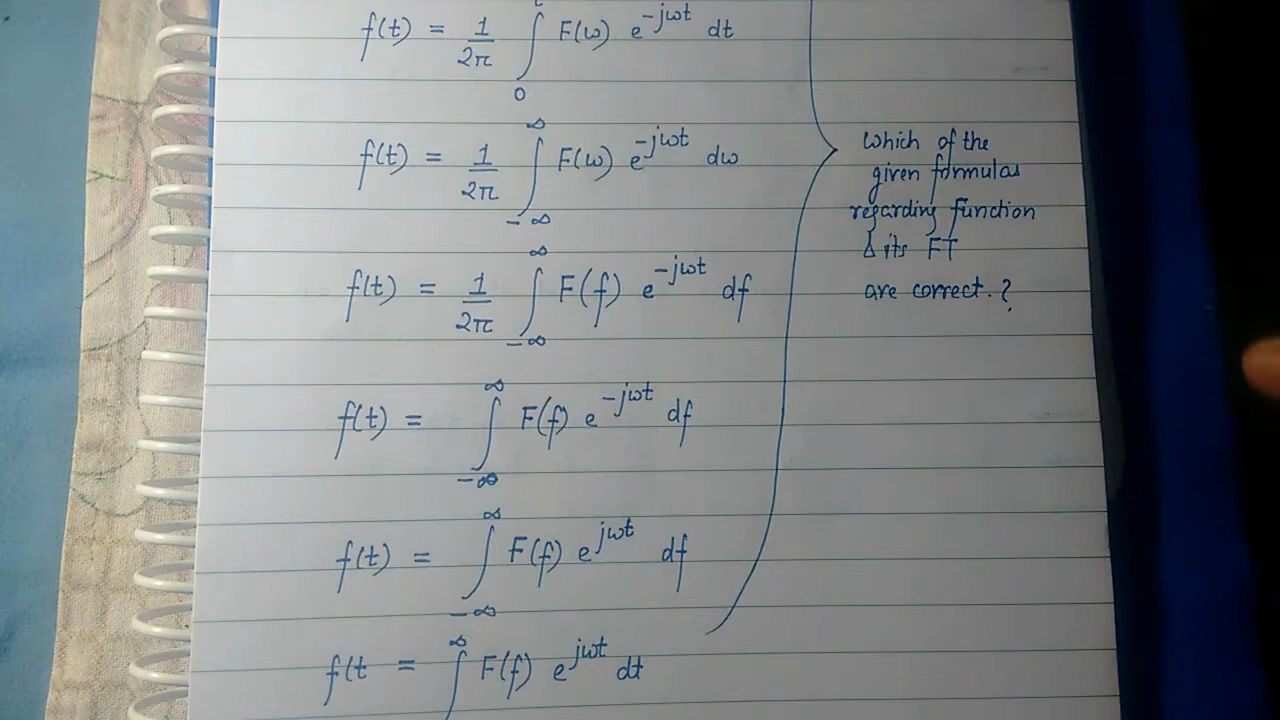 f(t) = 1/2π ∫_0^t F(ω) e^{-jωt} dt
f(t) = 1/2π ∫_{-∞}^{∞} F(ω) e^{-jωt} dω
f(t) = 1/2π ∫_{-∞}^{∞} F(f) e^{-jωt} df
f(t) = ∫_{-∞}^{∞} F(f) e^{-jωt} df
f(t) = ∫_{-∞}^{∞} F(f) e^{jωt} df
f(t = ∫^{∞} F(f) e^{jωt} dt
Which of the
given formulas
regarding function
& its FT
are correct.?